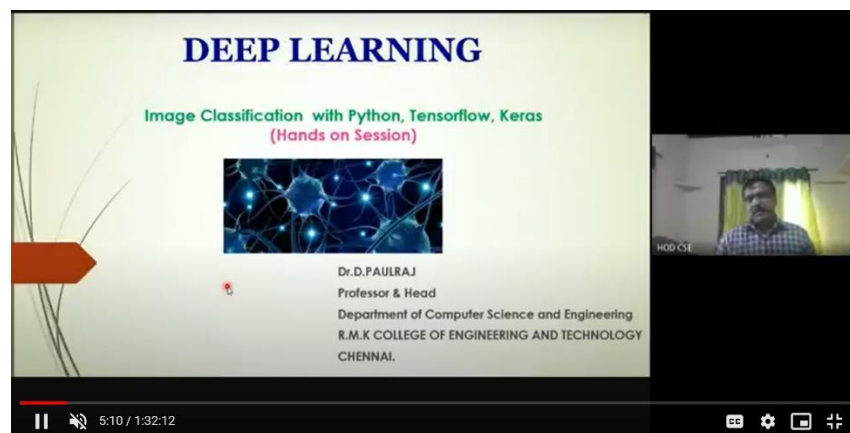 DEEP LEARNING
Image Classification with Python, Tensorflow, Keras
(Hands on Session)
Dr.D.PAULRAJ
Professor & Head
Department of Computer Science and Engineering
R.M.K COLLEGE OF ENGINEERING AND TECHNOLOGY
CHENNAI.
HOD CSE
5:10 / 1:32:12
CC